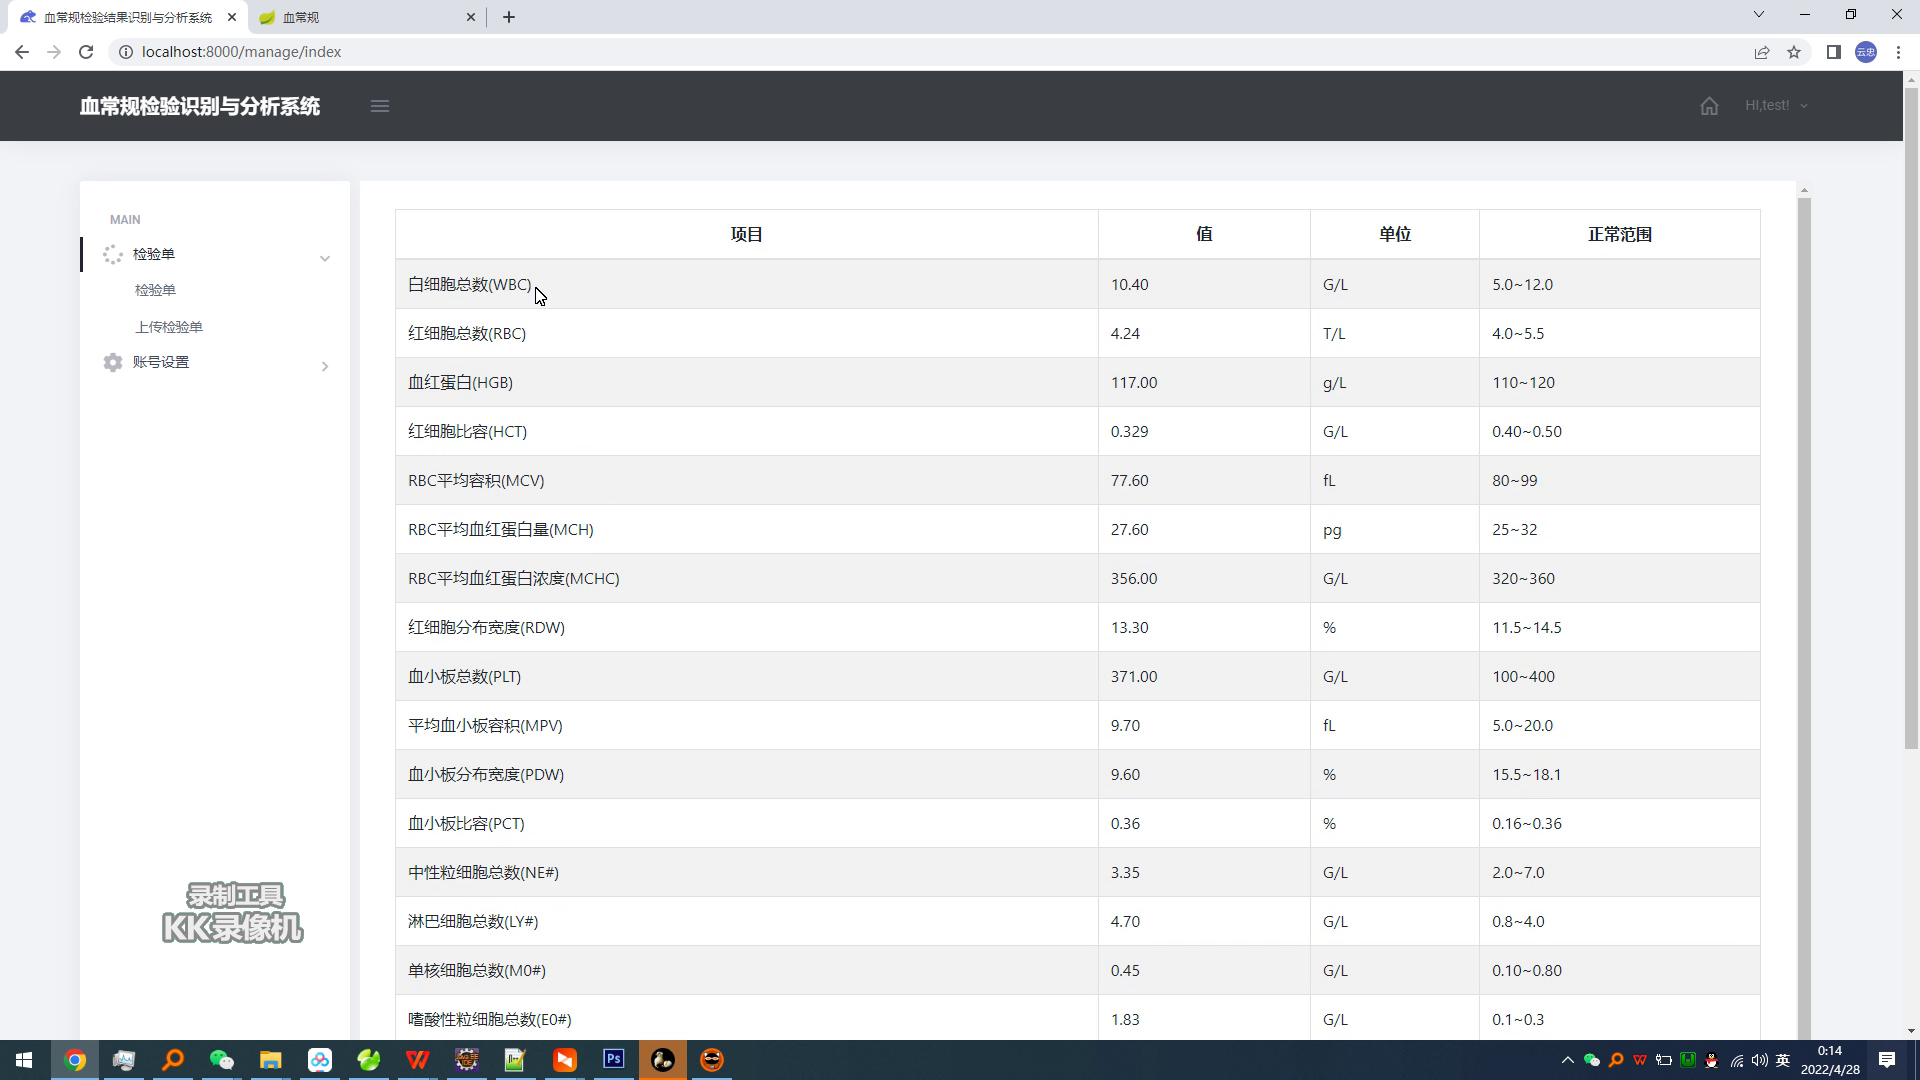 血常规检验结果识别与分析系统
血常规
localhost:8000/manage/index
云忠
血常规检验识别与分析系统
HI,test!
MAIN
检验单
检验单
上传检验单
账号设置
项目 值 单位 正常范围
白细胞总数(WBC) 10.40 G/L 5.0~12.0
红细胞总数(RBC) 4.24 T/L 4.0~5.5
血红蛋白(HGB) 117.00 g/L 110~120
红细胞比容(HCT) 0.329 G/L 0.40~0.50
RBC平均容积(MCV) 77.60 fL 80~99
RBC平均血红蛋白量(MCH) 27.60 pg 25~32
RBC平均血红蛋白浓度(MCHC) 356.00 G/L 320~360
红细胞分布宽度(RDW) 13.30 % 11.5~14.5
血小板总数(PLT) 371.00 G/L 100~400
平均血小板容积(MPV) 9.70 fL 5.0~20.0
血小板分布宽度(PDW) 9.60 % 15.5~18.1
血小板比容(PCT) 0.36 % 0.16~0.36
中性粒细胞总数(NE#) 3.35 G/L 2.0~7.0
淋巴细胞总数(LY#) 4.70 G/L 0.8~4.0
单核细胞总数(M0#) 0.45 G/L 0.10~0.80
嗜酸性粒细胞总数(E0#) 1.83 G/L 0.1~0.3
录制工具
KK录像机
Ps
英
0:14
2022/4/28